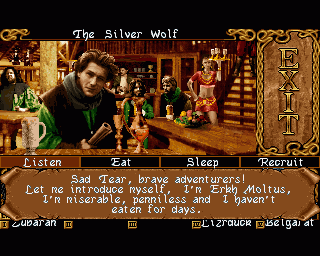 The Silver Wolf
EXIT
Listen Eat Sleep Recruit
Sad Tear, brave adventurers!
Let me introduce myself, I'm Erkh Moltus,
I'm miserable, penniless and I haven't
eaten for days.
Zubaran Lizrduck Belgarat